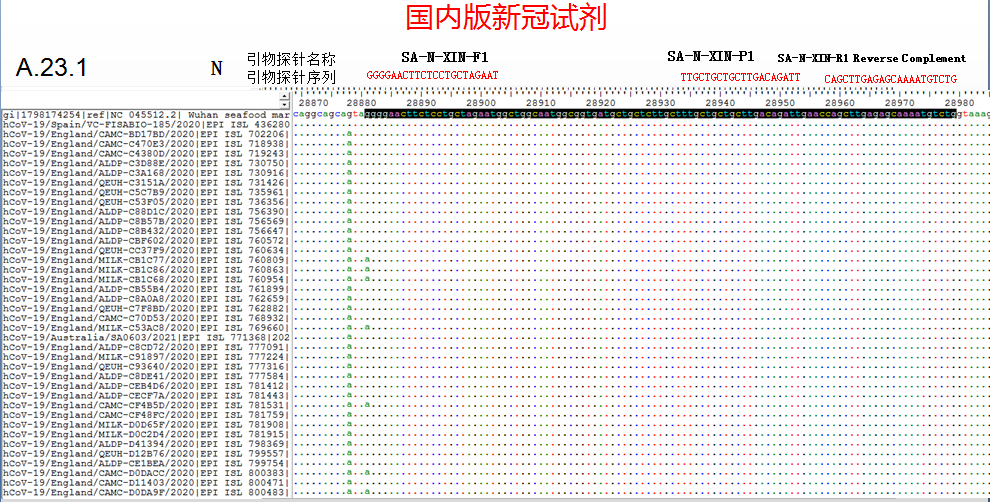 国内版新冠试剂
A.23.1 N 引物探针名称 SA-N-XIN-F1 SA-N-XIN-P1 SA-N-XIN-R1 Reverse Complement
引物探针序列 GGGGAACTTCTCCTGCTAGAAT TTGCTGCTGCTTGACAGATT CAGCTTGAGAGCAAAATGTCTG
28870 28880 28890 28900 28910 28920 28930 28940 28950 28960 28970 28980
gi|1798174254|ref|NC 045512.2| Wuhan seafood mar caggcagcagtaggggaacttctcctgctagaatggctggcaatggcggtgatgctgctcttgctttgctgctgcttgacagattgaaccagcttgagagcaaaatgtctggtaaag
hCoV-19/Spain/VC-FISABIO-185/2020|EPI ISL 436280
hCoV-19/England/CAMC-BD17BD/2020|EPI ISL 702206| a
hCoV-19/England/CAMC-C470E3/2020|EPI ISL 718938| a
hCoV-19/England/CAMC-C4380D/2020|EPI ISL 719243| a
hCoV-19/England/ALDP-C3D88E/2020|EPI ISL 730750| a
hCoV-19/England/ALDP-C3A168/2020|EPI ISL 730916| a
hCoV-19/England/QEUH-C3151A/2020|EPI ISL 731426| a
hCoV-19/England/QEUH-C5C7B9/2020|EPI ISL 735961| a
hCoV-19/England/QEUH-C53F05/2020|EPI ISL 736356| a
hCoV-19/England/ALDP-C88D1C/2020|EPI ISL 756390| a
hCoV-19/England/ALDP-C8B57B/2020|EPI ISL 756569| a
hCoV-19/England/ALDP-C8B432/2020|EPI ISL 756647| a
hCoV-19/England/ALDP-CBF602/2020|EPI ISL 760572| a
hCoV-19/England/QEUH-CC37F9/2020|EPI ISL 760634| a
hCoV-19/England/MILK-CB1C77/2020|EPI ISL 760809| a a
hCoV-19/England/MILK-CB1C86/2020|EPI ISL 760863| a a
hCoV-19/England/MILK-CB1C68/2020|EPI ISL 760954| a a
hCoV-19/England/ALDP-CB55B4/2020|EPI ISL 761899| a
hCoV-19/England/ALDP-C8A0A8/2020|EPI ISL 762659| a
hCoV-19/England/QEUH-C7F8BD/2020|EPI ISL 762882| a
hCoV-19/England/CAMC-C70D53/2020|EPI ISL 768932| a
hCoV-19/England/MILK-C53AC8/2020|EPI ISL 769660| a a
hCoV-19/Australia/SA0603/2021|EPI ISL 771368|202
hCoV-19/England/ALDP-C8CD72/2020|EPI ISL 777091| a
hCoV-19/England/MILK-C91897/2020|EPI ISL 777224| a
hCoV-19/England/QEUH-C93640/2020|EPI ISL 777316| a
hCoV-19/England/ALDP-C8DE41/2020|EPI ISL 777584| a
hCoV-19/England/ALDP-CEB4D6/2020|EPI ISL 781412| a
hCoV-19/England/ALDP-CECF7A/2020|EPI ISL 781443| a
hCoV-19/England/CAMC-CF4B5D/2020|EPI ISL 781531| a a
hCoV-19/England/CAMC-CF48FC/2020|EPI ISL 781759| a
hCoV-19/England/MILK-D0D65F/2020|EPI ISL 781908| a
hCoV-19/England/MILK-D0C2D4/2020|EPI ISL 781915| a
hCoV-19/England/ALDP-D41394/2020|EPI ISL 798369| a
hCoV-19/England/QEUH-D12B76/2020|EPI ISL 799557| a
hCoV-19/England/ALDP-CE1BEA/2020|EPI ISL 799754| a
hCoV-19/England/CAMC-D0DACC/2020|EPI ISL 800383| a a
hCoV-19/England/CAMC-D11403/2020|EPI ISL 800471| a
hCoV-19/England/CAMC-D0DA9F/2020|EPI ISL 800483| a a